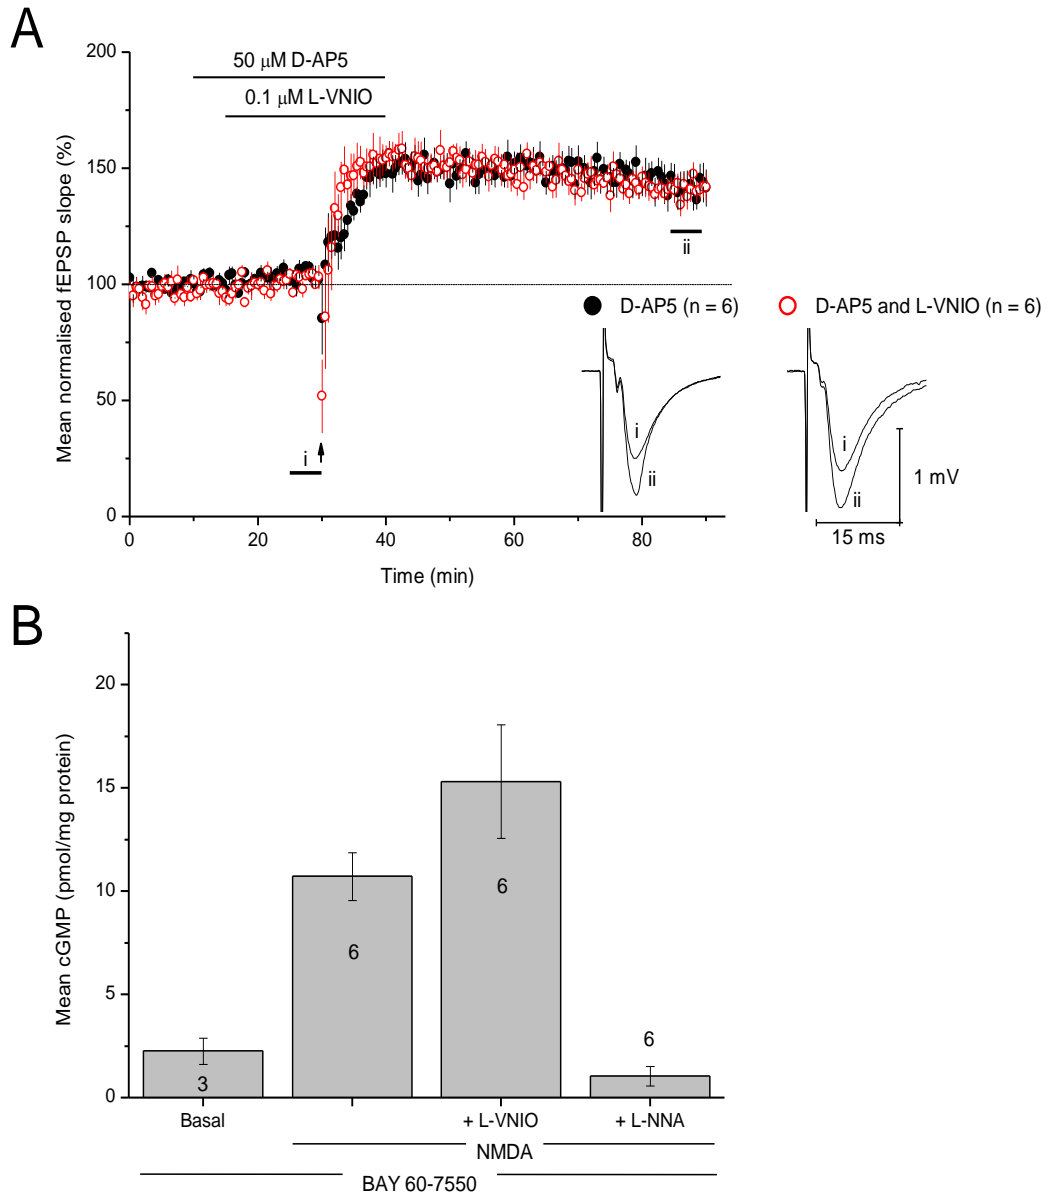 A
200
150
100
50
0
Mean normalised fEPSP slope (%)
50 μM D-AP5
0.1 μM L-VNIO
i
ii
D-AP5 (n = 6)
D-AP5 and L-VNIO (n = 6)
i
ii
i
ii
1 mV
15 ms
0 20 40 60 80
Time (min)
B
20
15
10
5
0
Mean cGMP (pmol/mg protein)
3
6
6
6
Basal + L-VNIO + L-NNA
NMDA
BAY 60-7550